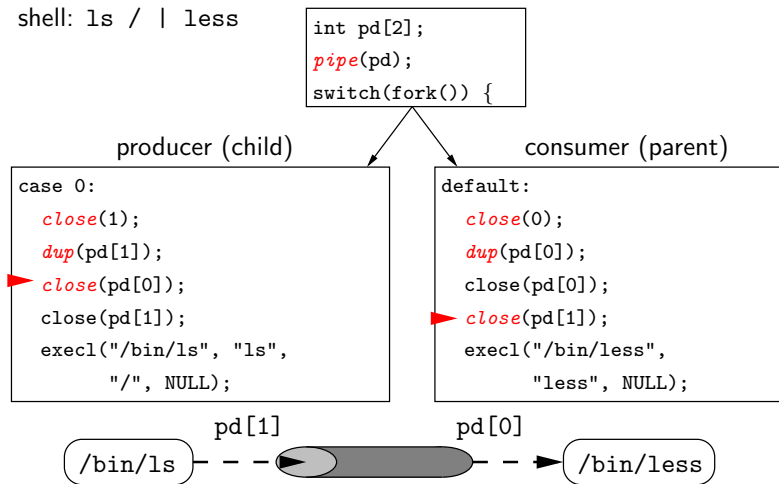 shell: ls / | less
int pd[2];
pipe(pd);
switch(fork()) {
producer (child)
case 0:
close(1);
dup(pd[1]);
close(pd[0]);
close(pd[1]);
execl("/bin/ls", "ls",
"/", NULL);
consumer (parent)
default:
close(0);
dup(pd[0]);
close(pd[0]);
close(pd[1]);
execl("/bin/less",
"less", NULL);
pd[1]
pd[0]
/bin/ls
/bin/less